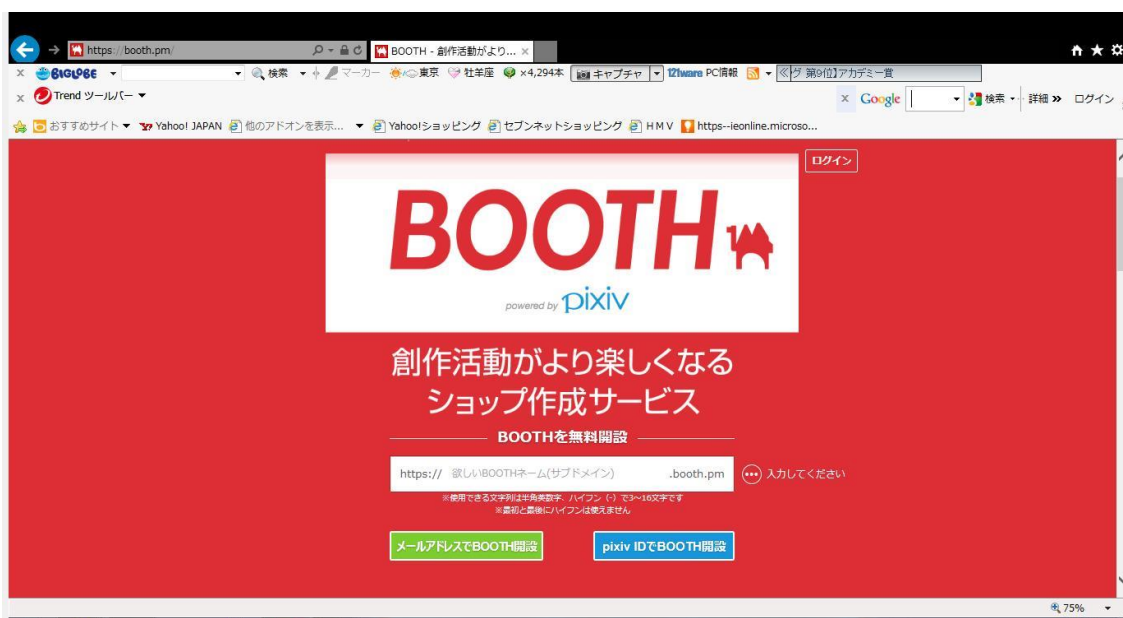 https://booth.pm/
BOOTH - 創作活動がより... ×
x BIGLOBE 検索 マーカー 東京 牡羊座 ×4,294本 キャプチャ 121ware PC情報 《グ 第9位】アカデミー賞
x Trend ツールバー x Google 検索 詳細 » ログイン
おすすめサイト Yahoo! JAPAN 他のアドオンを表示... Yahoo!ショッピング セブンネットショッピング H M V https--ieonline.microso...
ログイン
BOOTH
powered by pixiv
創作活動がより楽しくなる
ショップ作成サービス
BOOTHを無料開設
https:// 欲しいBOOTHネーム(サブドメイン) .booth.pm 入力してください
※使用できる文字列は半角英数字、ハイフン (-) で3~16文字です
※最初と最後にハイフンは使えません
メールアドレスでBOOTH開設 pixiv IDでBOOTH開設
75%